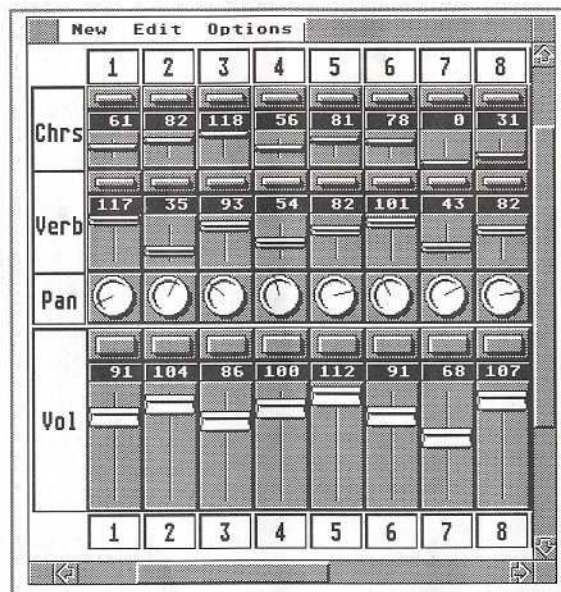 New Edit Options
1 2 3 4 5 6 7 8
Chrs 61 82 118 56 81 78 0 31
Verb 117 35 93 54 82 101 43 82
Pan
Vol 91 104 86 100 112 91 68 107
1 2 3 4 5 6 7 8